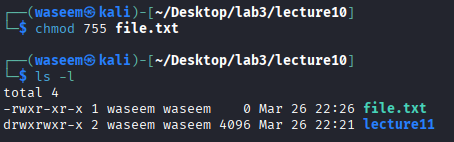 ┌──(waseem㉿kali)-[~/Desktop/lab3/lecture10]
└─$ chmod 755 file.txt
┌──(waseem㉿kali)-[~/Desktop/lab3/lecture10]
└─$ ls -l
total 4
-rwxr-xr-x 1 waseem waseem    0 Mar 26 22:26 file.txt
drwxrwxr-x 2 waseem waseem 4096 Mar 26 22:21 lecture11